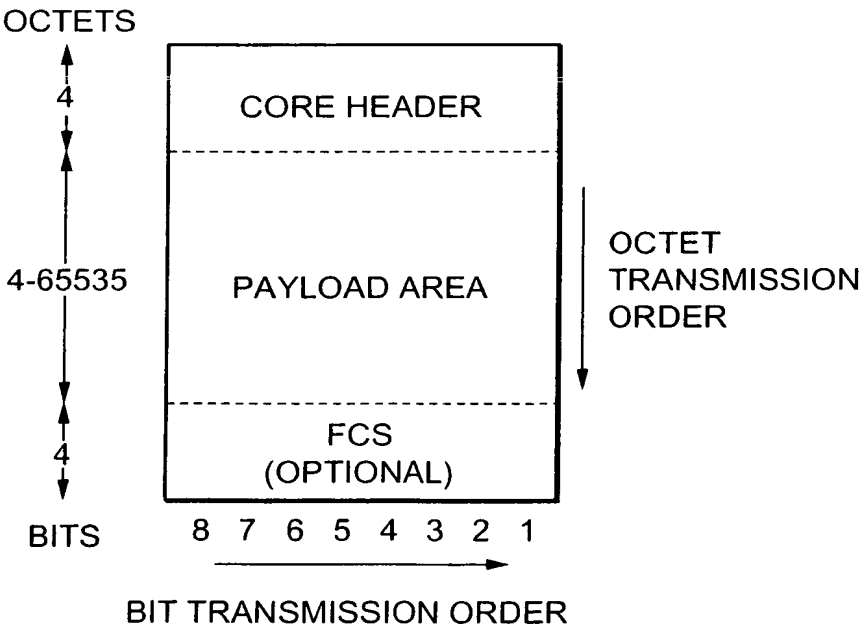 OCTETS
4
CORE HEADER
4-65535
PAYLOAD AREA
OCTET
TRANSMISSION
ORDER
4
FCS
(OPTIONAL)
BITS
8 7 6 5 4 3 2 1
BIT TRANSMISSION ORDER